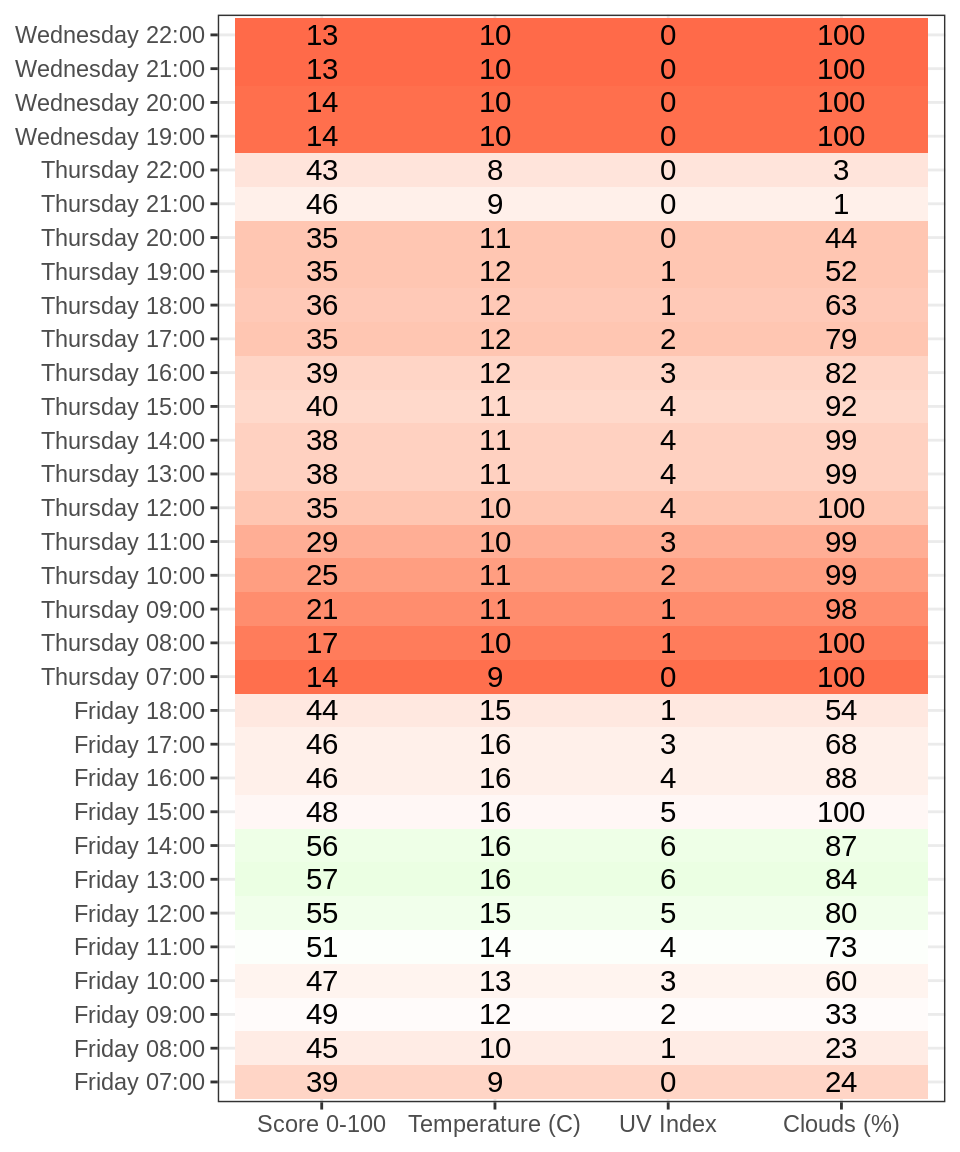 Wednesday 22:00 13 10 0 100
Wednesday 21:00 13 10 0 100
Wednesday 20:00 14 10 0 100
Wednesday 19:00 14 10 0 100
Thursday 22:00 43 8 0 3
Thursday 21:00 46 9 0 1
Thursday 20:00 35 11 0 44
Thursday 19:00 35 12 1 52
Thursday 18:00 36 12 1 63
Thursday 17:00 35 12 2 79
Thursday 16:00 39 12 3 82
Thursday 15:00 40 11 4 92
Thursday 14:00 38 11 4 99
Thursday 13:00 38 11 4 99
Thursday 12:00 35 10 4 100
Thursday 11:00 29 10 3 99
Thursday 10:00 25 11 2 99
Thursday 09:00 21 11 1 98
Thursday 08:00 17 10 1 100
Thursday 07:00 14 9 0 100
Friday 18:00 44 15 1 54
Friday 17:00 46 16 3 68
Friday 16:00 46 16 4 88
Friday 15:00 48 16 5 100
Friday 14:00 56 16 6 87
Friday 13:00 57 16 6 84
Friday 12:00 55 15 5 80
Friday 11:00 51 14 4 73
Friday 10:00 47 13 3 60
Friday 09:00 49 12 2 33
Friday 08:00 45 10 1 23
Friday 07:00 39 9 0 24
Score 0-100 Temperature (C) UV Index Clouds (%)